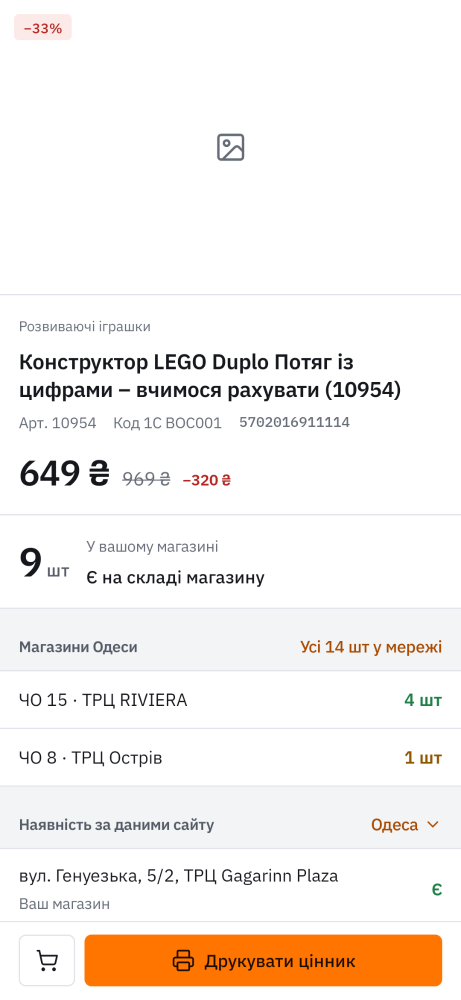 −33%
Розвиваючі іграшки
Конструктор LEGO Duplo Потяг із
цифрами – вчимося рахувати (10954)
Арт. 10954 Код 1С BOC001 5702016911114
649 ₴ 969 ₴ −320 ₴
9 шт
У вашому магазині
Є на складі магазину
Магазини Одеси Усі 14 шт у мережі
ЧО 15 · ТРЦ RIVIERA 4 шт
ЧО 8 · ТРЦ Острів 1 шт
Наявність за даними сайту Одеса
вул. Генуезька, 5/2, ТРЦ Gagarinn Plaza Є
Ваш магазин
Друкувати цінник